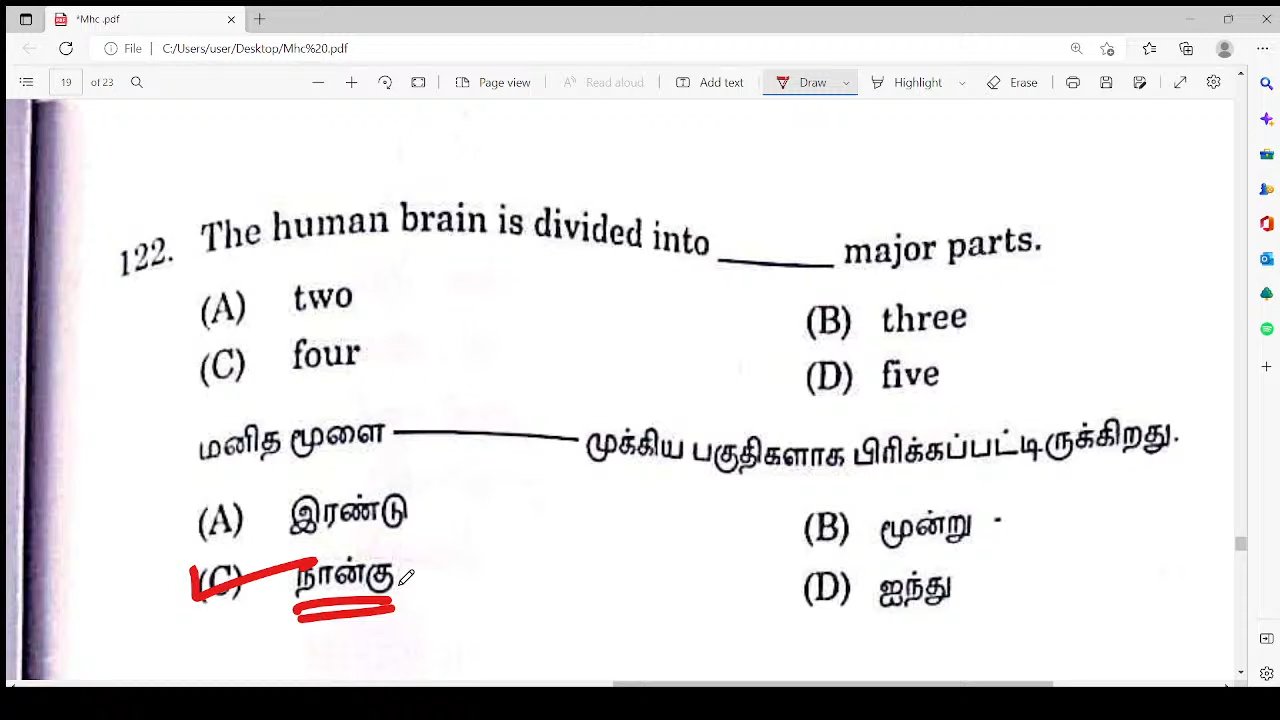 *Mhc .pdf
File
C:/Users/user/Desktop/Mhc%20.pdf
19 of 23
Page view
Read aloud
Add text
Draw
Highlight
Erase
122. The human brain is divided into ______ major parts.
(A) two
(B) three
(C) four
(D) five
மனித மூளை ——— முக்கிய பகுதிகளாக பிரிக்கப்பட்டிருக்கிறது.
(A) இரண்டு
(B) மூன்று
(C) நான்கு
(D) ஐந்து